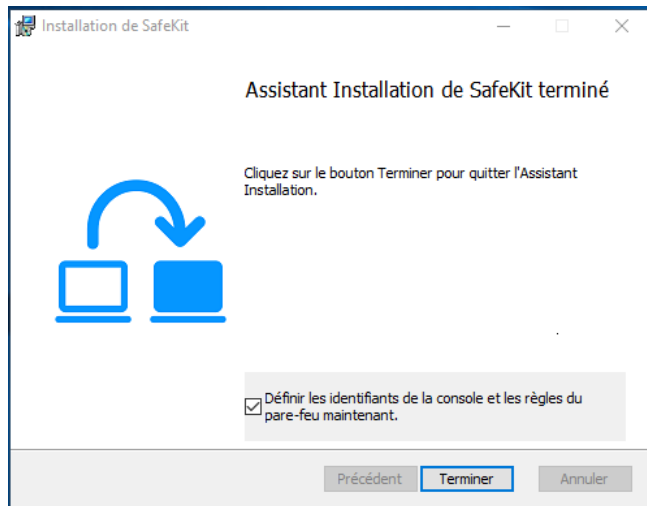 Installation de SafeKit
Assistant Installation de SafeKit terminé
Cliquez sur le bouton Terminer pour quitter l'Assistant
Installation.
Définir les identifiants de la console et les règles du
pare-feu maintenant.
Précédent
Terminer
Annuler